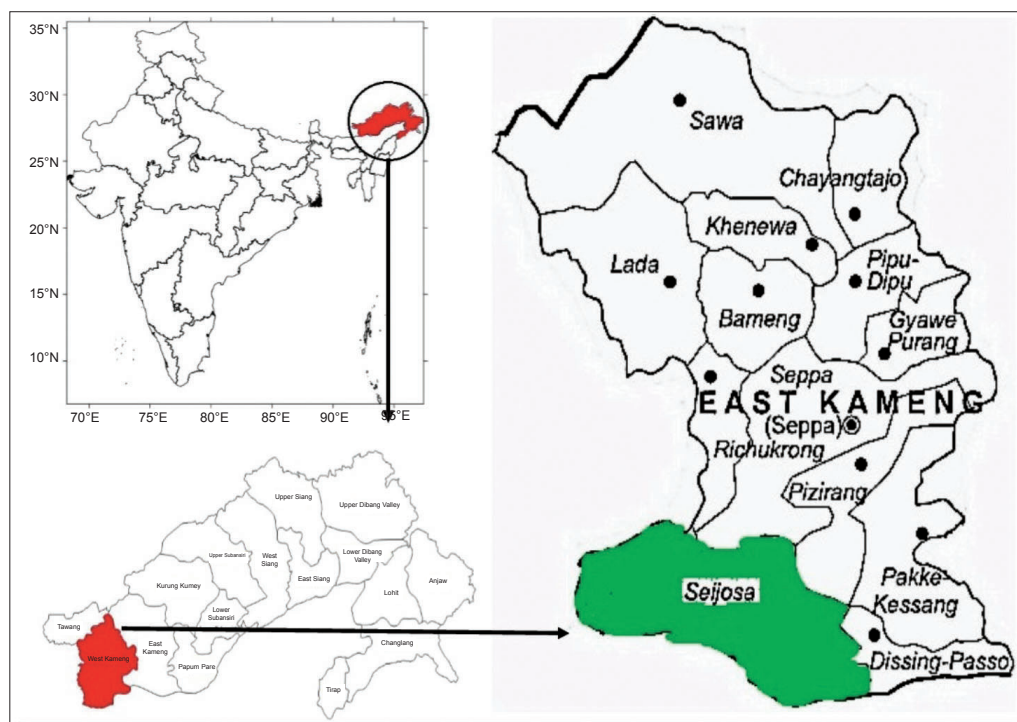 35°N
30°N
25°N
20°N
15°N
10°N
70°E 75°E 80°E 85°E 90°E 95°E
Upper Siang
Upper Dibang Valley
Upper Subansiri
West
Siang
Lower Dibang
Valley
East Siang
Anjaw
Kurung Kumey
Lohit
Lower
Subansiri
Tawang
East
Kameng
Changlang
West Kameng
Papum Pare
Tirap
Sawa
Chayangtajo
Khenewa
Lada
Pipu-
Dipu
Bameng
Gyawe
Purang
Seppa
EAST KAMENG
(Seppa)
Richukrong
Pizirang
Seijosa
Pakke-
Kessang
Dissing-Passo